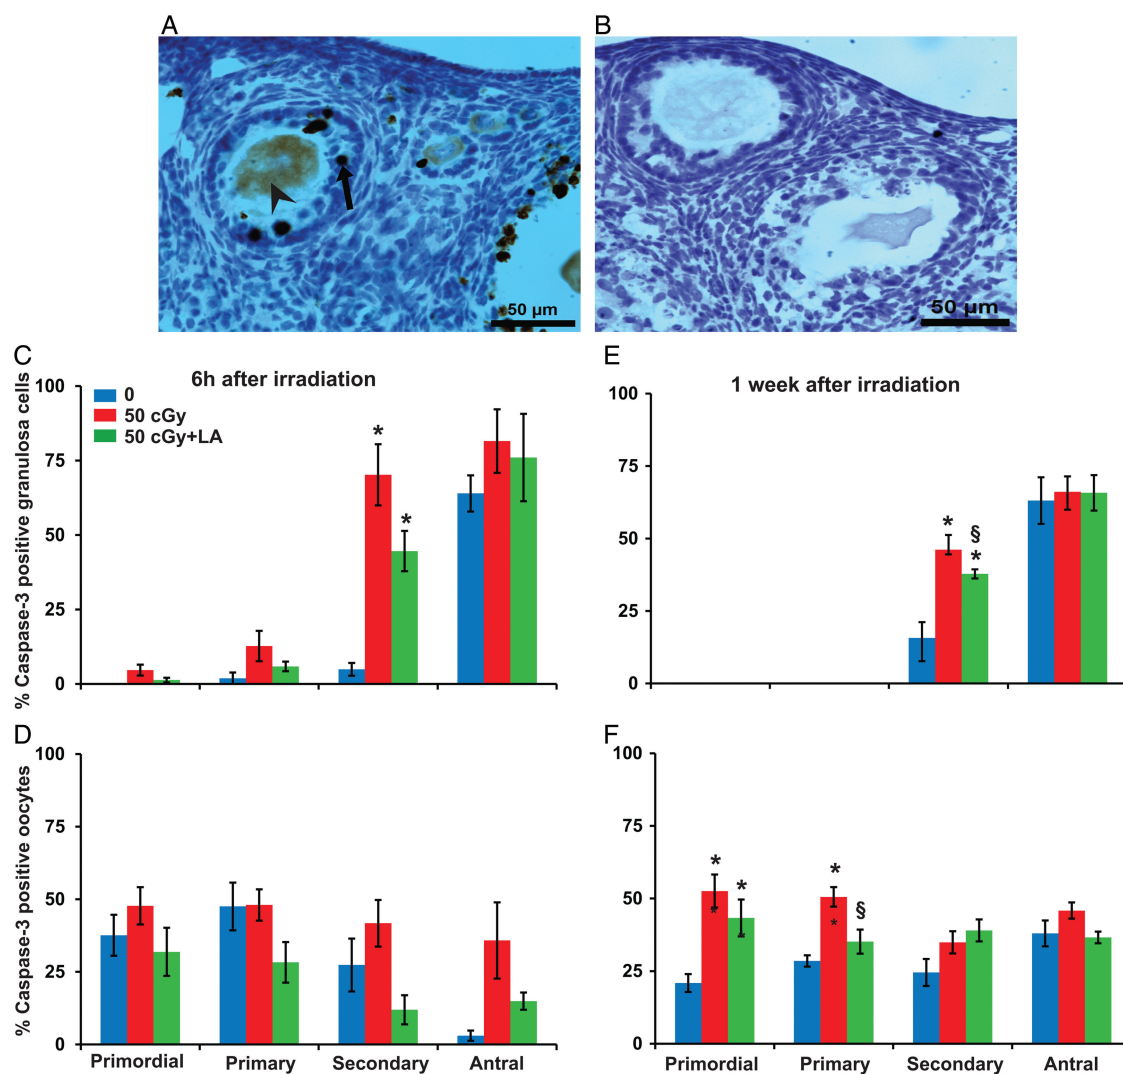 A
B
50 µm
50 µm
C
E
6h after irradiation
1 week after irradiation
0
50 cGy
50 cGy+LA
% Caspase-3 positive granulosa cells
100
75
50
25
0
*
*
100
75
50
25
0
*
§
*
D
F
% Caspase-3 positive oocytes
100
75
50
25
0
Primordial Primary Secondary Antral
100
75
50
25
0
*
*
*
*
*
*
§
Primordial Primary Secondary Antral